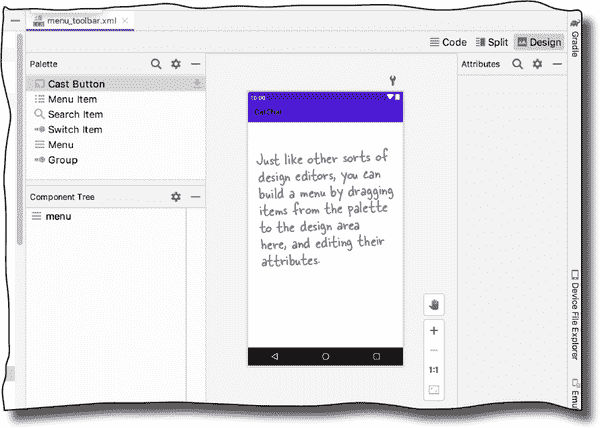 menu_toolbar.xml
Code
Split
Design
Gradle
Palette
Attributes
Cast Button
Menu Item
Search Item
Switch Item
Menu
Group
Component Tree
menu
Just like other sorts of
design editors, you can
build a menu by dragging
items from the palette
to the design area
here, and editing their
attributes.
1:1
Device File Explorer
Emu